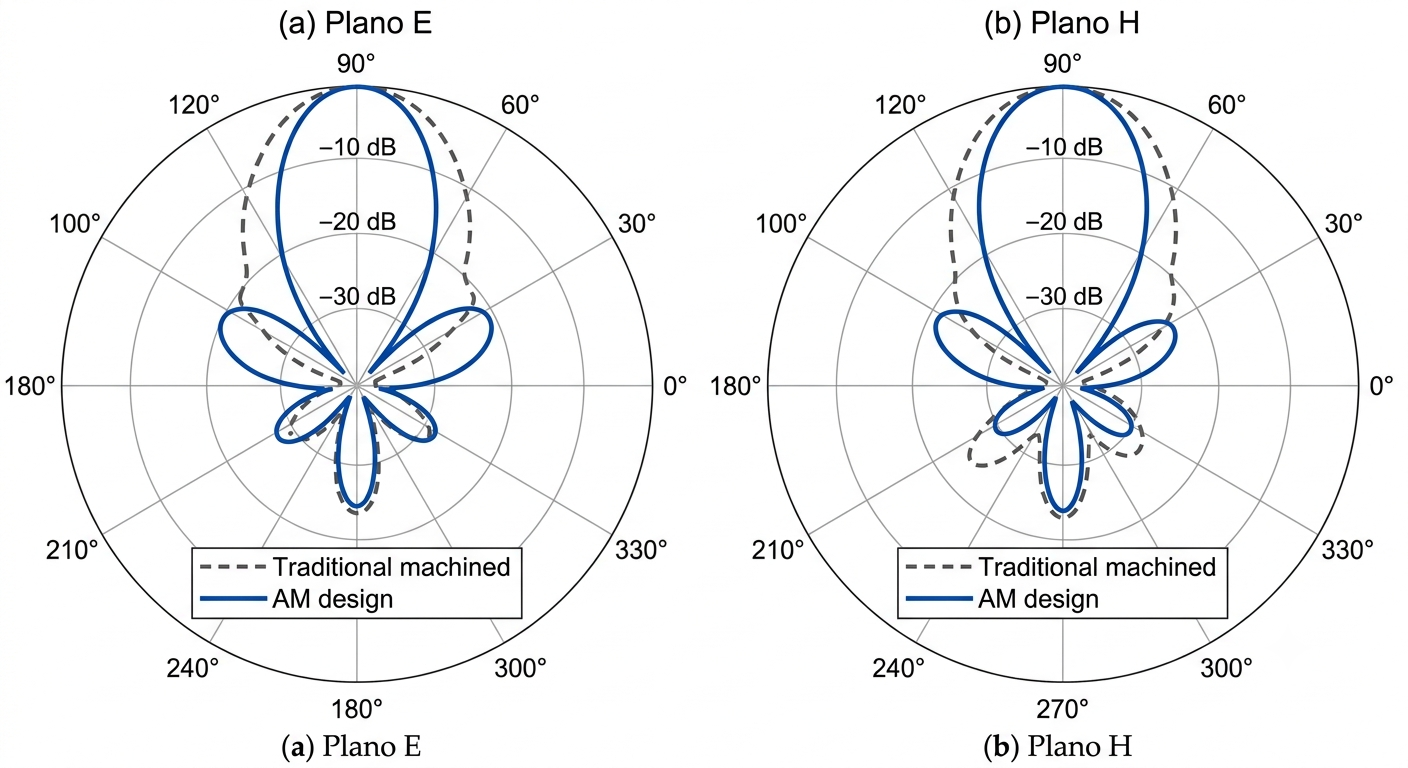 (a) Plano E
90°
120°
60°
−10 dB
100°
30°
−20 dB
−30 dB
180°
0°
210°
330°
Traditional machined
AM design
240°
300°
180°
(a) Plano E
(b) Plano H
90°
120°
60°
−10 dB
100°
30°
−20 dB
−30 dB
180°
0°
210°
330°
Traditional machined
AM design
240°
300°
270°
(b) Plano H